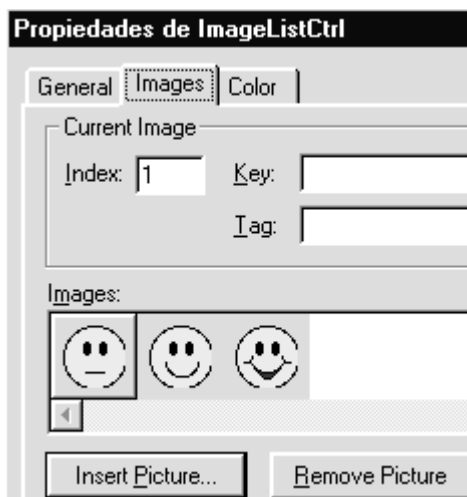 Propiedades de ImageListCtrl
General Images Color
Current Image
Index: 1 Key:
Tag:
Images:
Insert Picture... Remove Picture